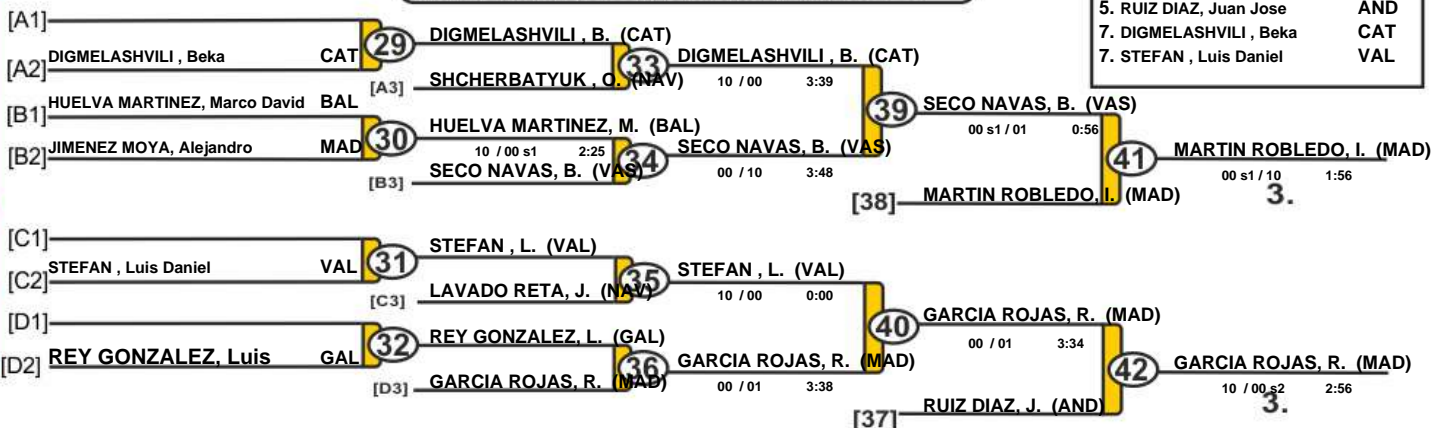 5. RUIZ DIAZ, Juan Jose AND
7. DIGMELASHVILI , Beka CAT
7. STEFAN , Luis Daniel VAL
[A1]
[A2] DIGMELASHVILI , Beka CAT
29
DIGMELASHVILI , B. (CAT)
[A3] SHCHERBATYUK , O. (NAV)
33
DIGMELASHVILI , B. (CAT)
10 / 00 3:39
[B1] HUELVA MARTINEZ, Marco David BAL
[B2] JIMENEZ MOYA, Alejandro MAD
30
HUELVA MARTINEZ, M. (BAL)
10 / 00 s1 2:25
[B3] SECO NAVAS, B. (VAS)
34
SECO NAVAS, B. (VAS)
00 / 10 3:48
39
SECO NAVAS, B. (VAS)
00 s1 / 01 0:56
[38] MARTIN ROBLEDO, I. (MAD)
41
MARTIN ROBLEDO, I. (MAD)
00 s1 / 10 1:56
3.
[C1]
[C2] STEFAN , Luis Daniel VAL
31
STEFAN , L. (VAL)
[C3] LAVADO RETA, J. (NAV)
35
STEFAN , L. (VAL)
10 / 00 0:00
[D1]
[D2] REY GONZALEZ, Luis GAL
32
REY GONZALEZ, L. (GAL)
[D3] GARCIA ROJAS, R. (MAD)
36
GARCIA ROJAS, R. (MAD)
00 / 01 3:38
40
GARCIA ROJAS, R. (MAD)
00 / 01 3:34
[37] RUIZ DIAZ, J. (AND)
42
GARCIA ROJAS, R. (MAD)
10 / 00 s2 2:56
3.